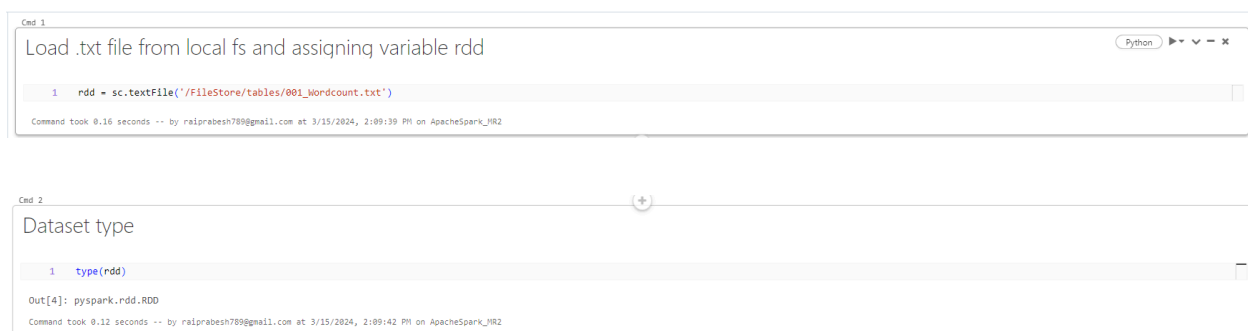 Cmd 1
Load .txt file from local fs and assigning variable rdd
Python
1 rdd = sc.textFile('/FileStore/tables/001_Wordcount.txt')
Command took 0.16 seconds -- by raiprabesh789@gmail.com at 3/15/2024, 2:09:39 PM on ApacheSpark_MR2
Cmd 2
Dataset type
1 type(rdd)
Out[4]: pyspark.rdd.RDD
Command took 0.12 seconds -- by raiprabesh789@gmail.com at 3/15/2024, 2:09:42 PM on ApacheSpark_MR2